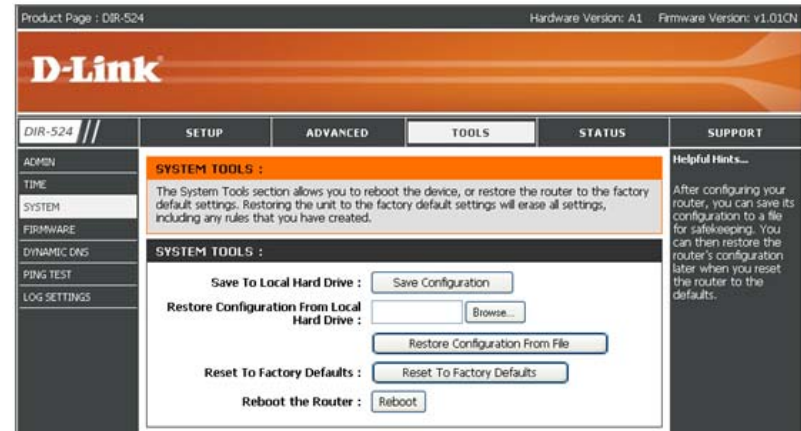 Product Page : DIR-524 Hardware Version: A1 Firmware Version: v1.01CN
D-Link
DIR-524 SETUP ADVANCED TOOLS STATUS SUPPORT
ADMIN
TIME
SYSTEM
FIRMWARE
DYNAMIC DNS
PING TEST
LOG SETTINGS
SYSTEM TOOLS :
The System Tools section allows you to reboot the device, or restore the router to the factory
default settings. Restoring the unit to the factory default settings will erase all settings,
including any rules that you have created.
SYSTEM TOOLS :
Save To Local Hard Drive : Save Configuration
Restore Configuration From Local
Hard Drive : Browse...
Restore Configuration From File
Reset To Factory Defaults : Reset To Factory Defaults
Reboot the Router : Reboot
Helpful Hints...
After configuring your
router, you can save its
configuration to a file
for safekeeping. You
can then restore the
router's configuration
later when you reset
the router to the
defaults.